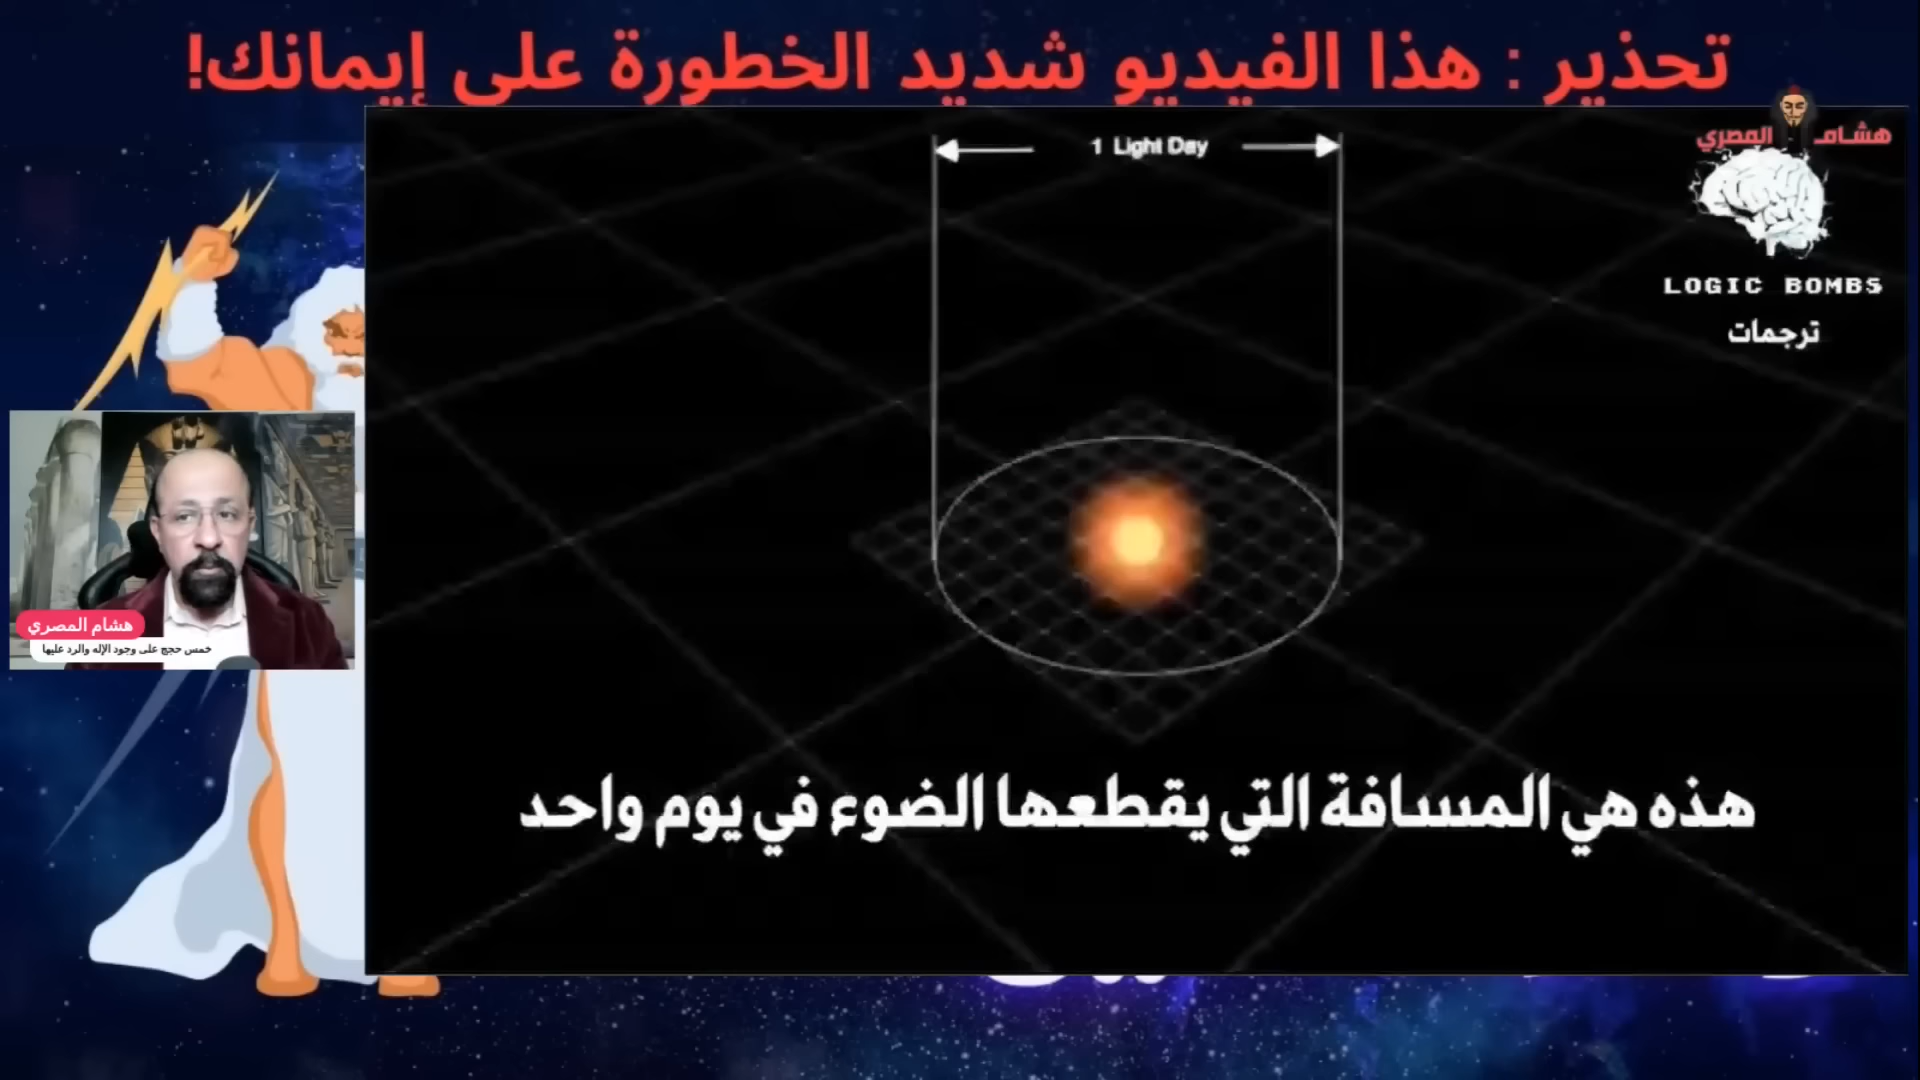 تحذير : هذا الفيديو شديد الخطورة على إيمانك!
1 Light Day
هشام المصري
LOGIC BOMBS
ترجمات
هشام المصري
خمس حجج على وجود الإله والرد عليها
هذه هي المسافة التي يقطعها الضوء في يوم واحد